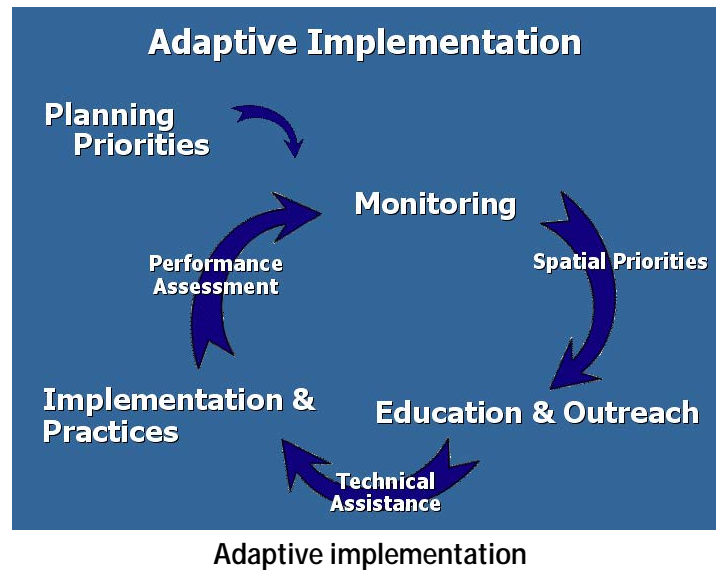 Adaptive Implementation
Planning
Priorities
Monitoring
Spatial Priorities
Performance
Assessment
Implementation &
Practices
Education & Outreach
Technical
Assistance
Adaptive implementation